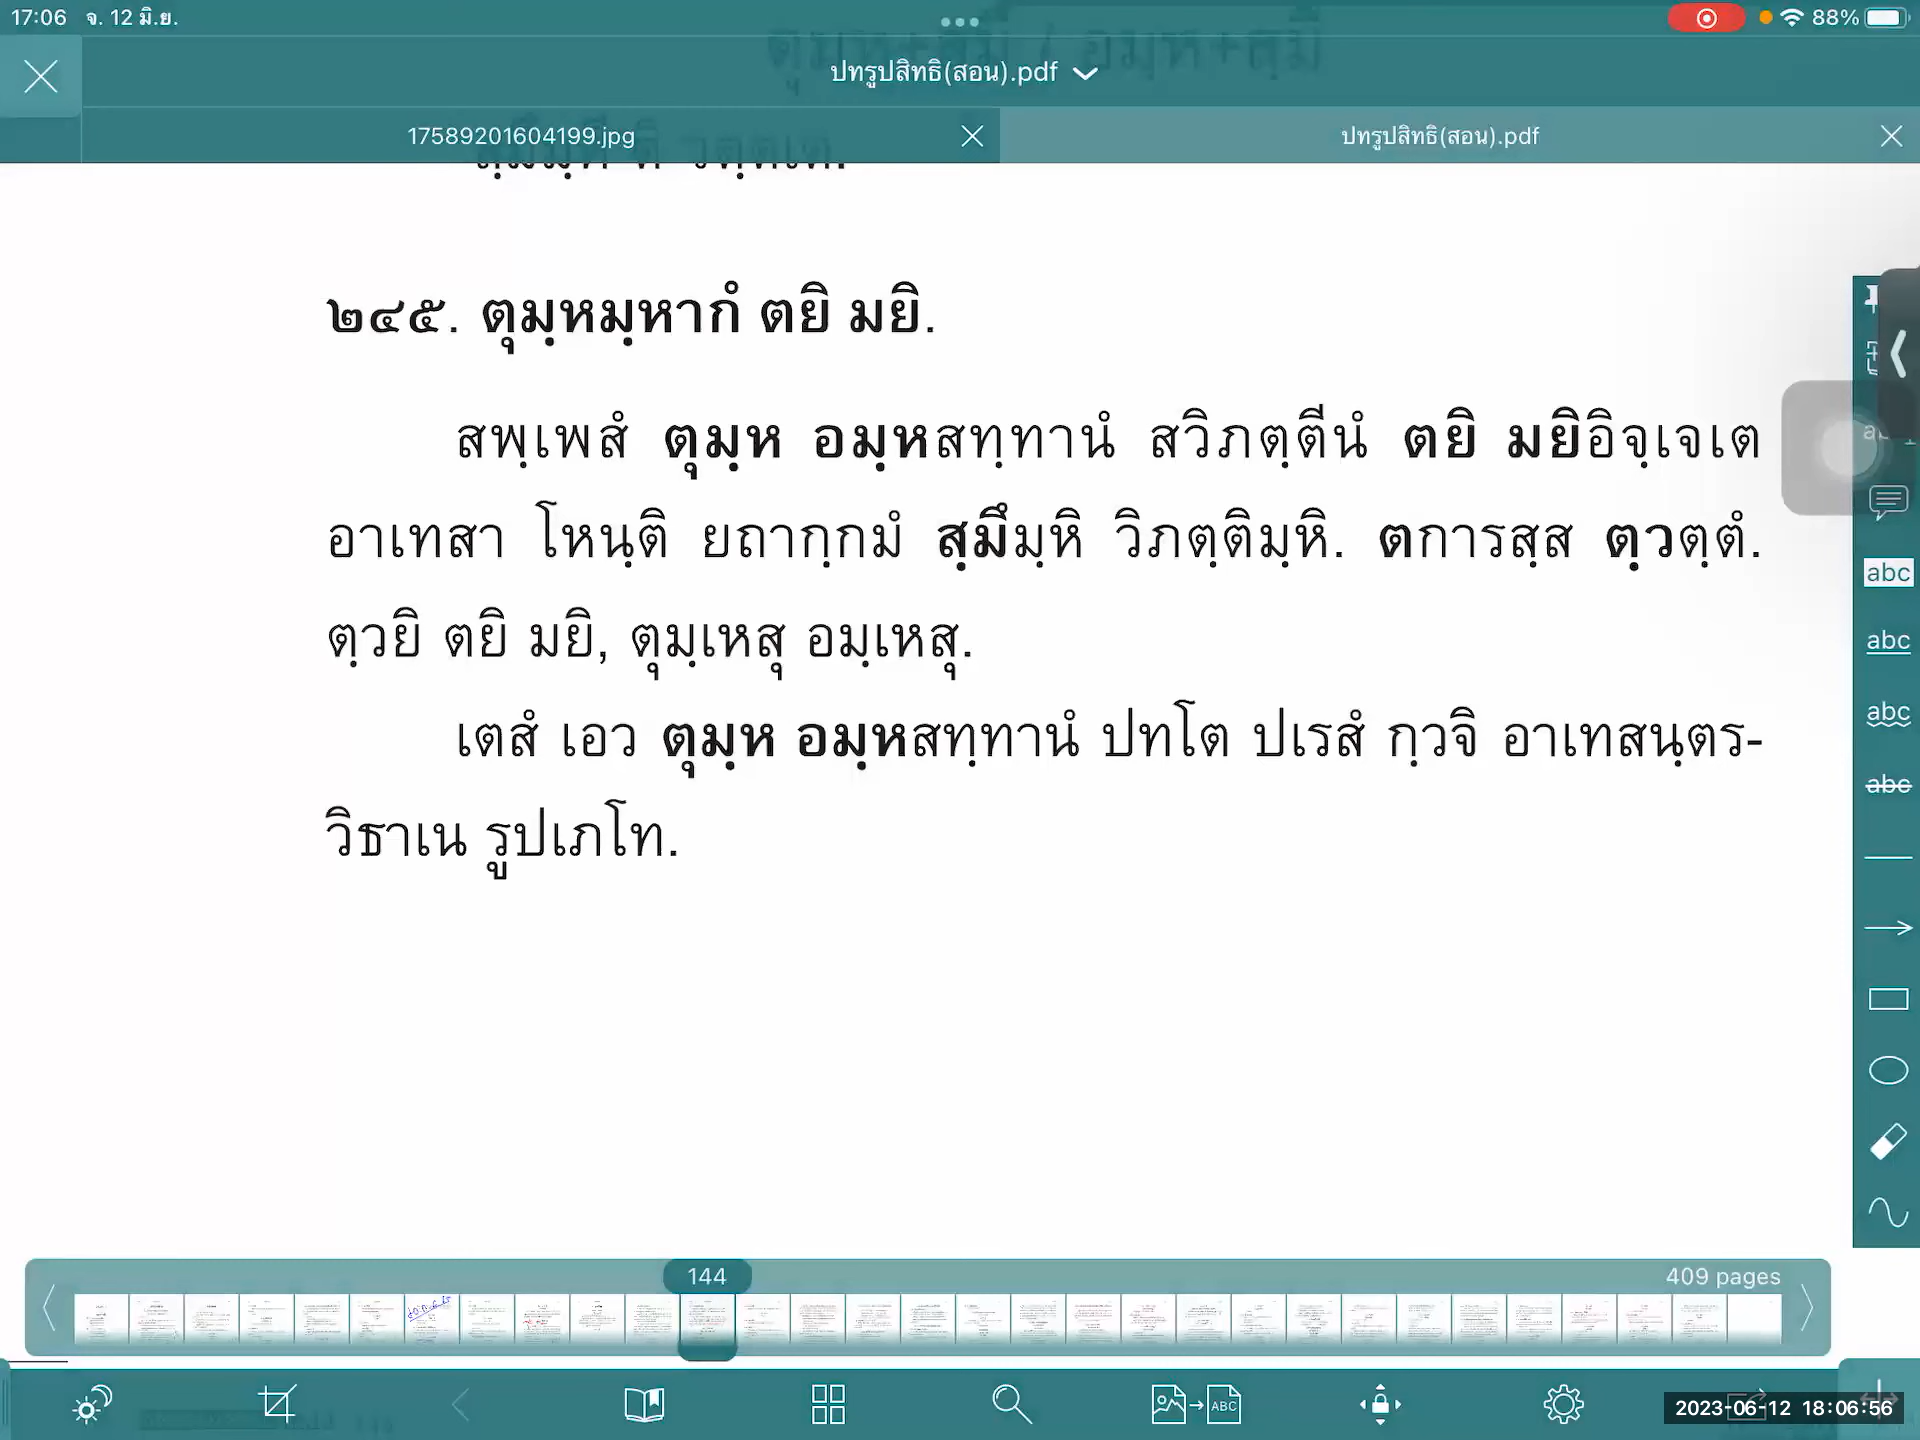 17:06 จ. 12 มิ.ย.
88%
ปทรูปสิทธิ(สอน).pdf
17589201604199.jpg
ปทรูปสิทธิ(สอน).pdf
๒๔๕. ตุมฺหมฺหากํ ตยิ มยิ.
สพฺเพสํ ตุมฺห อมฺหสทฺทานํ สวิภตฺตีนํ ตยิ มยิอิจฺเจเต
อาเทสา โหนฺติ ยถากฺกมํ สฺมึมฺหิ วิภตฺติมฺหิ. ตการสฺส ตฺวตฺตํ.
ตฺวยิ ตยิ มยิ, ตุมฺเหสุ อมฺเหสุ.
เตสํ เอว ตุมฺห อมฺหสทฺทานํ ปทโต ปเรสํ กฺวจิ อาเทสนฺตร-
วิธาเน รูปเภโท.
abc
abc
abc
abc
144
409 pages
ABC
2023-06-12 18:06:56